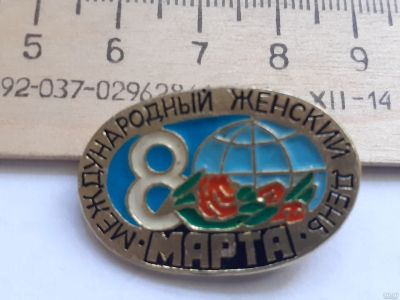 5 6 7 8 9
92-037-029628
XII-14
МЕЖДУНАРОДНЫЙ ЖЕНСКИЙ ДЕНЬ
8
МАРТА